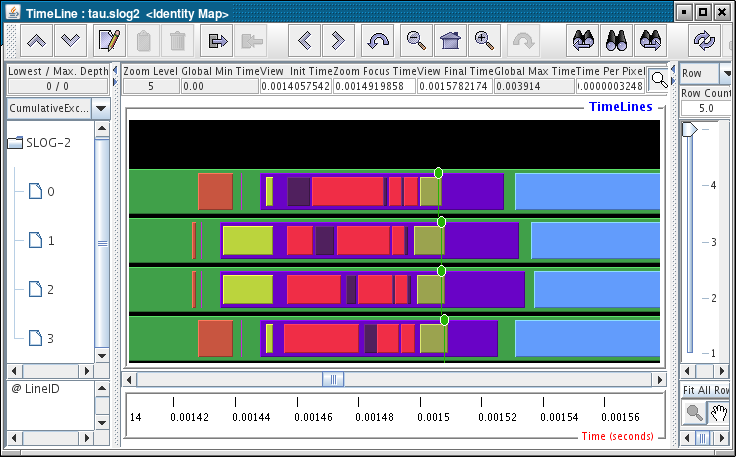 TimeLine : tau.slog2 <Identity Map>
Lowest / Max. Depth
0 / 0
Zoom Level Global Min Time View Init Time Zoom Focus Time View Final Time Global Max Time Time Per Pixel
5 0.00 0.0014057542 0.0014919858 0.0015782174 0.003914 0.0000003248
Row
Row Count
5.0
CumulativeExc...
TimeLines
SLOG-2
0
1
2
3
4
3
2
1
@ LineID
Fit All Row
14 0.00142 0.00144 0.00146 0.00148 0.0015 0.00152 0.00154 0.00156
Time (seconds)